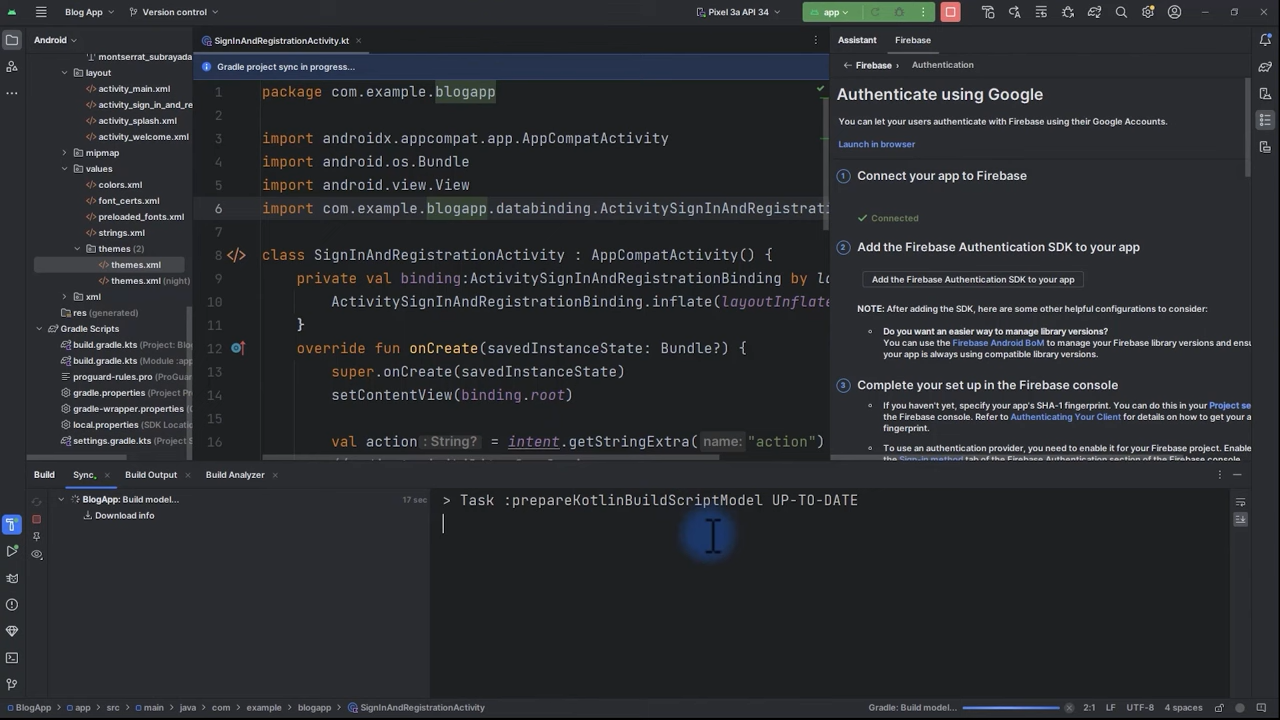 Blog App
Version control
Pixel 3a API 34
app
Android
montserrat_subrayada
layout
activity_main.xml
activity_sign_in_and_re
activity_splash.xml
activity_welcome.xml
mipmap
values
colors.xml
font_certs.xml
preloaded_fonts.xml
strings.xml
themes (2)
themes.xml
themes.xml (night)
xml
res (generated)
Gradle Scripts
build.gradle.kts (Project: Blo
build.gradle.kts (Module :app
proguard-rules.pro (ProGua
gradle.properties (Project Pr
gradle-wrapper.properties
local.properties (SDK Locatio
settings.gradle.kts (Project S
SignInAndRegistrationActivity.kt
Gradle project sync in progress...
1 package com.example.blogapp
2
3 import androidx.appcompat.app.AppCompatActivity
4 import android.os.Bundle
5 import android.view.View
6 import com.example.blogapp.databinding.ActivitySignInAndRegistrati
7
8 class SignInAndRegistrationActivity : AppCompatActivity() {
9 private val binding:ActivitySignInAndRegistrationBinding by la
10 ActivitySignInAndRegistrationBinding.inflate(layoutInflate
11 }
12 override fun onCreate(savedInstanceState: Bundle?) {
13 super.onCreate(savedInstanceState)
14 setContentView(binding.root)
15
16 val action : String? = intent.getStringExtra( name: "action")
Assistant
Firebase
Firebase › Authentication
Authenticate using Google
You can let your users authenticate with Firebase using their Google Accounts.
Launch in browser
1 Connect your app to Firebase
Connected
2 Add the Firebase Authentication SDK to your app
Add the Firebase Authentication SDK to your app
NOTE: After adding the SDK, here are some other helpful configurations to consider:
• Do you want an easier way to manage library versions?
You can use the Firebase Android BoM to manage your Firebase library versions and ensu
your app is always using compatible library versions.
3 Complete your set up in the Firebase console
• If you haven't yet, specify your app's SHA-1 fingerprint. You can do this in your Project se
the Firebase console. Refer to Authenticating Your Client for details on how to get your a
fingerprint.
• To use an authentication provider, you need to enable it for your Firebase project. Enable
Build
Sync
Build Output
Build Analyzer
BlogApp: Build model... 17 sec
Download info
> Task :prepareKotlinBuildScriptModel UP-TO-DATE
BlogApp › app › src › main › java › com › example › blogapp › SignInAndRegistrationActivity
Gradle: Build model...
2:1
LF
UTF-8
4 spaces